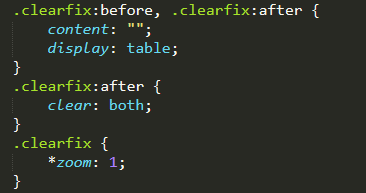 .clearfix:before, .clearfix:after {
    content: "";
    display: table;
}
.clearfix:after {
    clear: both;
}
.clearfix {
    *zoom: 1;
}